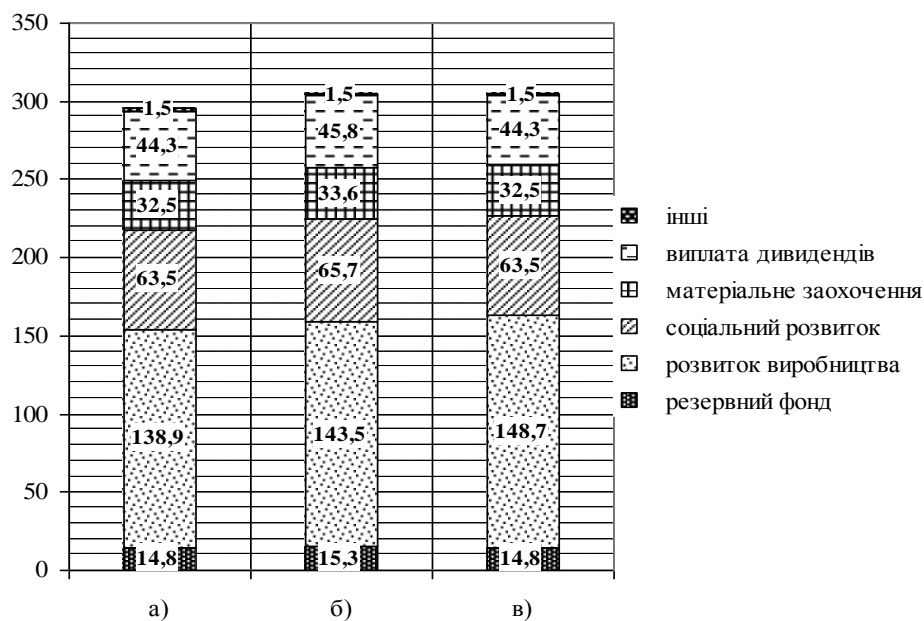 350
300
250
200
150
100
50
0
1,5
44,3
32,5
63,5
138,9
14,8
1,5
45,8
33,6
65,7
143,5
15,3
1,5
44,3
32,5
63,5
148,7
14,8
а)
б)
в)
інші
виплата дивидендів
матеріальне заохочення
соціальний розвиток
розвиток виробництва
резервний фонд